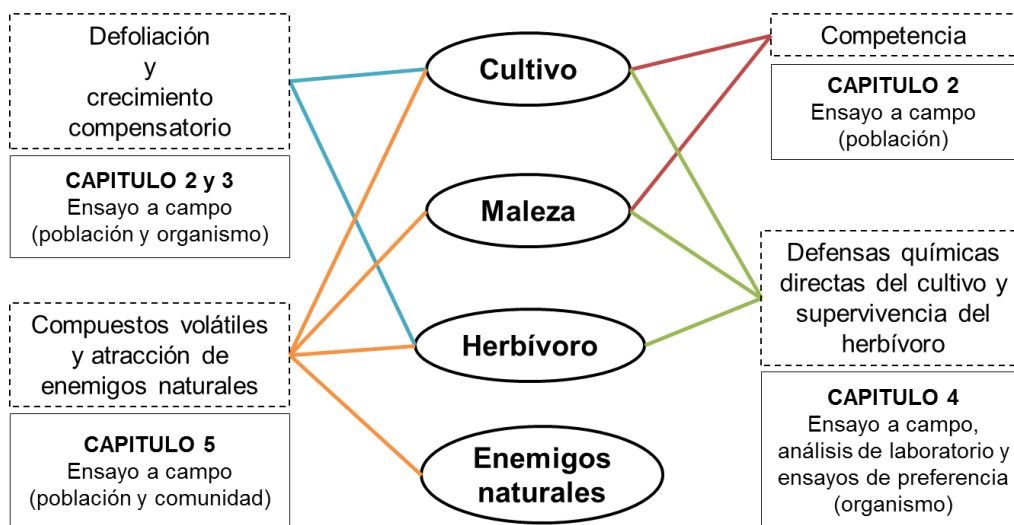 Defoliación
y
crecimiento
compensatorio
CAPITULO 2 y 3
Ensayo a campo
(población y organismo)
Compuestos volátiles
y atracción de
enemigos naturales
CAPITULO 5
Ensayo a campo
(población y comunidad)
Cultivo
Maleza
Herbívoro
Enemigos
naturales
Competencia
CAPITULO 2
Ensayo a campo
(población)
Defensas químicas
directas del cultivo y
supervivencia del
herbívoro
CAPITULO 4
Ensayo a campo,
análisis de laboratorio y
ensayos de preferencia
(organismo)